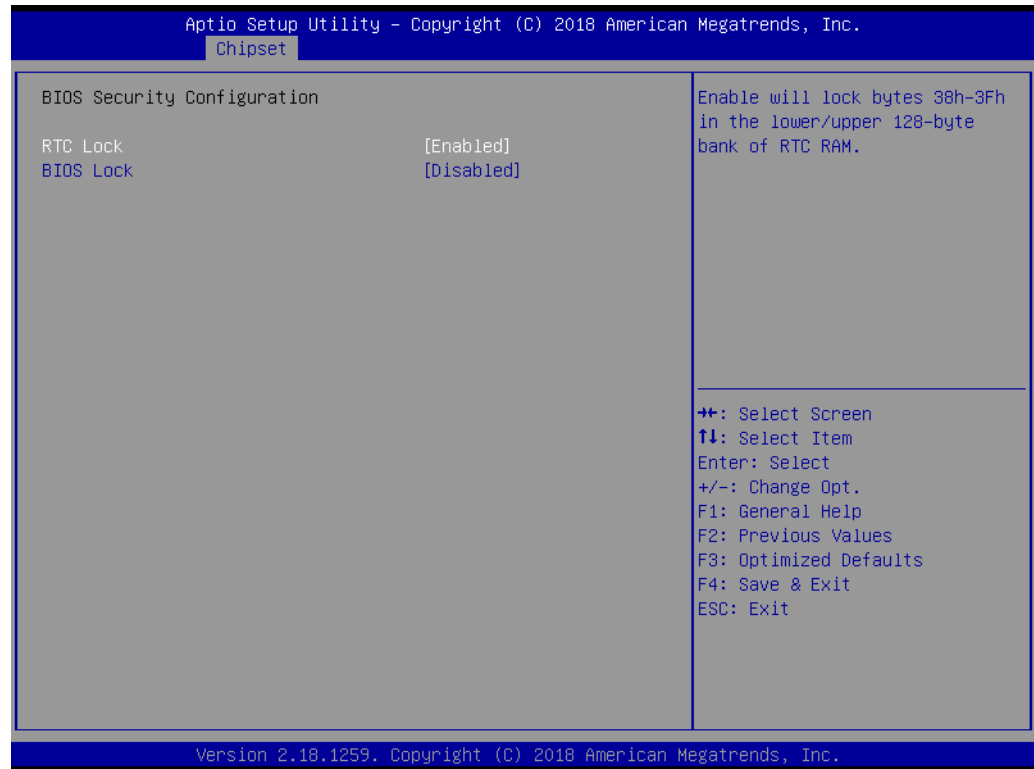 Aptio Setup Utility – Copyright (C) 2018 American Megatrends, Inc.
Chipset
BIOS Security Configuration
RTC Lock [Enabled]
BIOS Lock [Disabled]
Enable will lock bytes 38h-3Fh
in the lower/upper 128-byte
bank of RTC RAM.
→←: Select Screen
↑↓: Select Item
Enter: Select
+/-: Change Opt.
F1: General Help
F2: Previous Values
F3: Optimized Defaults
F4: Save & Exit
ESC: Exit
Version 2.18.1259. Copyright (C) 2018 American Megatrends, Inc.